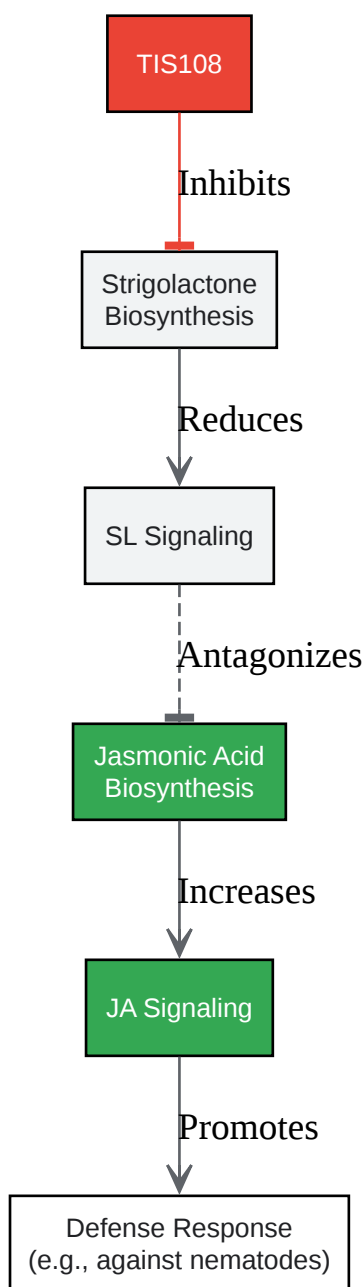 TIS108
Inhibits
Strigolactone
Biosynthesis
Reduces
SL Signaling
Antagonizes
Jasmonic Acid
Biosynthesis
Increases
JA Signaling
Promotes
Defense Response
(e.g., against nematodes)